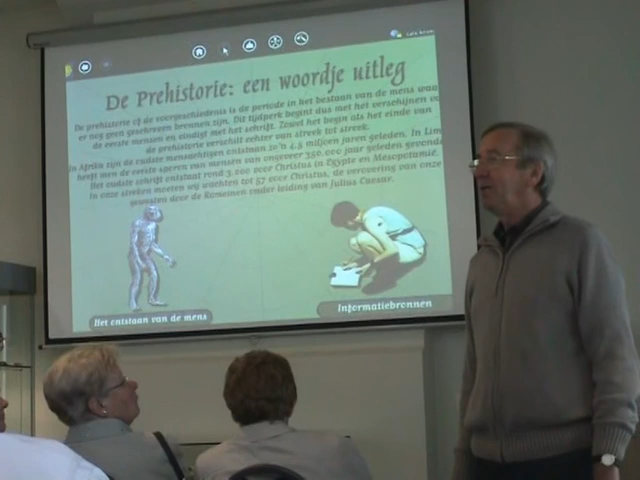 De Prehistorie: een woordje uitleg
De prehistorie of de voorgeschiedenis is de periode in het bestaan van de mens waar
er nog geen geschreven bronnen zijn. Dit tijdperk begint dus met het verschijnen v
de eerste mensen en eindigt met het schrift. Zowel het begin als het einde van
de prehistorie verschilt echter van streek tot streek.
In Afrika zijn de oudste mensachtigen ontstaan zo'n 4.5 miljoen jaren geleden. In Lim
heeft men de eerste sporen van mensen van ongeveer 350.000 jaar geleden gevonde
Het oudste schrift ontstaat rond 3.200 voor Christus in Egypte en Mesopotamië.
In onze streken moeten wij wachten tot 57 voor Christus, de verovering van onze
gewesten door de Romeinen onder leiding van Julius Caesar.
Het ontstaan van de mens
Informatiebronnen